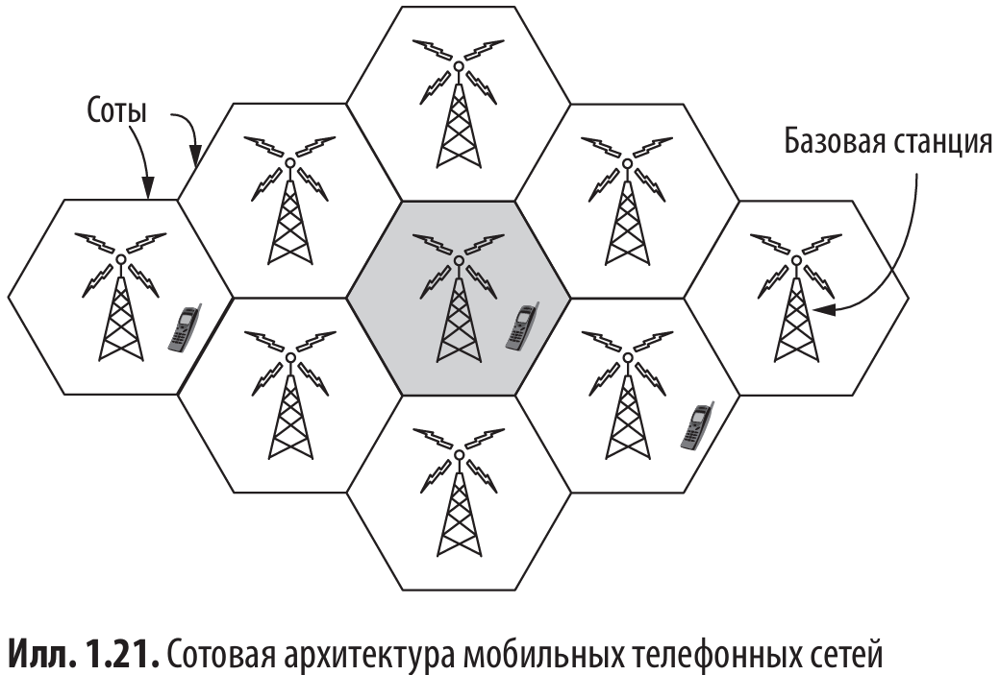 Соты
Базовая станция
Илл. 1.21. Сотовая архитектура мобильных телефонных сетей